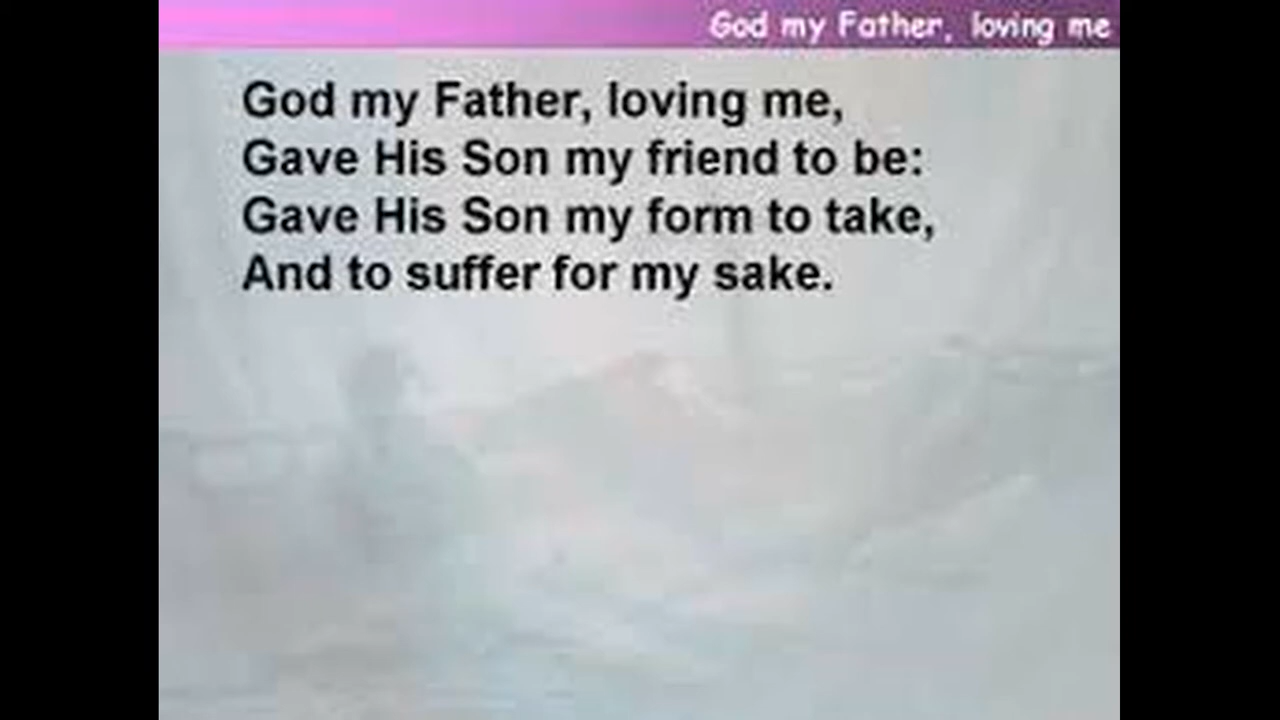 God my Father, loving me
God my Father, loving me,
Gave His Son my friend to be:
Gave His Son my form to take,
And to suffer for my sake.